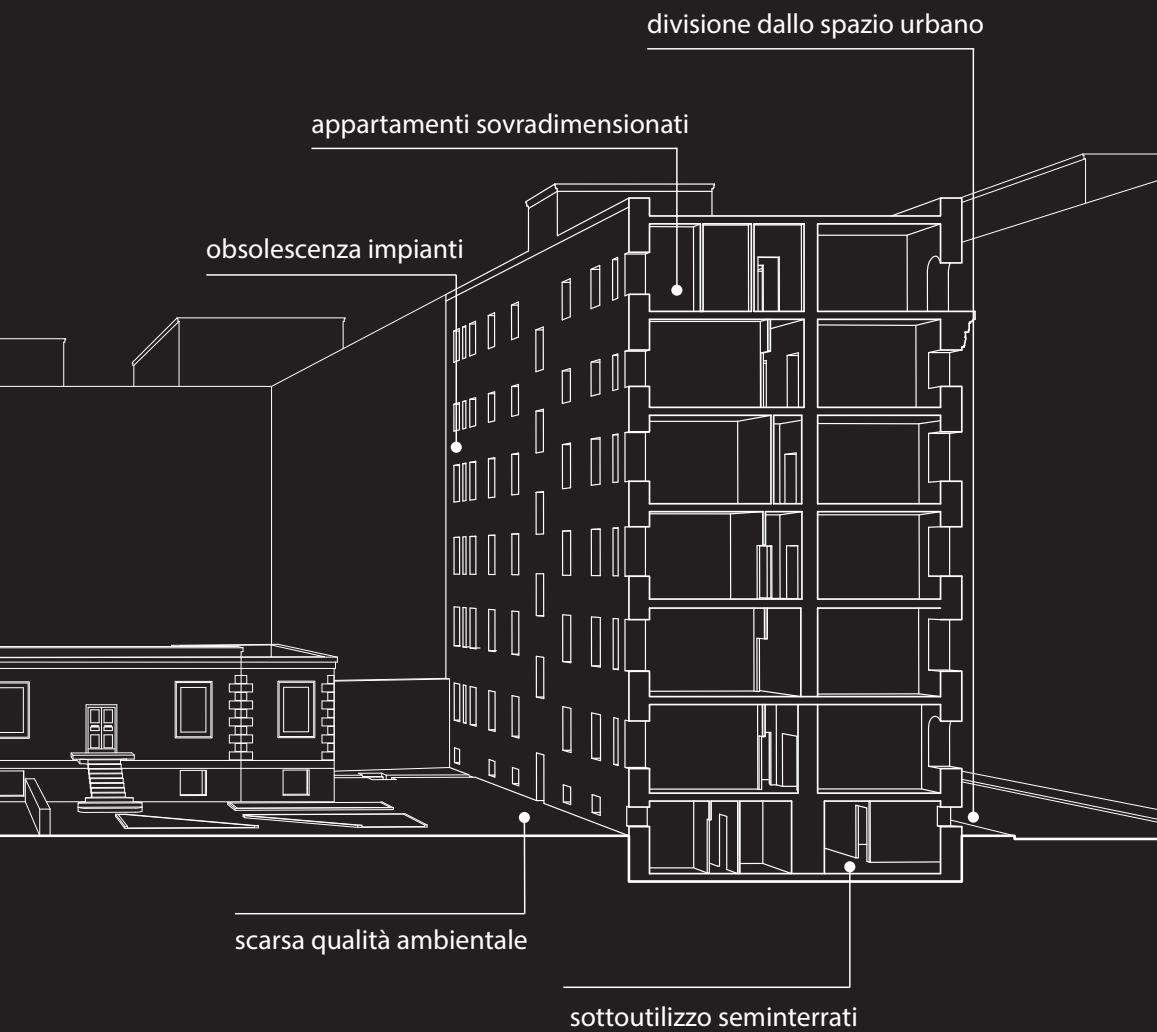 divisione dallo spazio urbano
appartamenti sovradimensionati
obsolescenza impianti
scarsa qualità ambientale
sottoutilizzo seminterrati